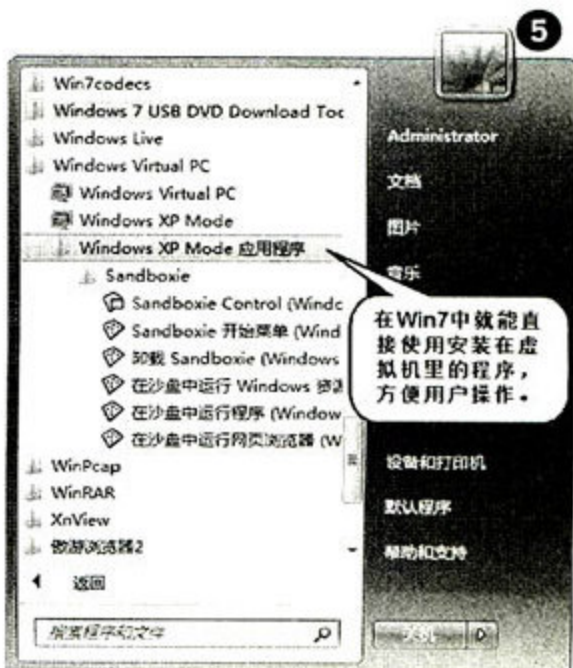 5
Win7codecs
Windows 7 USB DVD Download Toc
Windows Live
Windows Virtual PC
Windows Virtual PC
Windows XP Mode
Windows XP Mode 应用程序
Sandboxie
Sandboxie Control (Windc
Sandboxie 开始菜单 (Wind
卸载 Sandboxie (Windows
在沙盘中运行 Windows 资源
在沙盘中运行程序 (Window
在沙盘中运行网页浏览器 (W
WinPcap
WinRAR
XnView
傲游浏览器2
返回
搜索程序和文件
Administrator
文档
图片
音乐
在Win7中就能直
接使用安装在虚
拟机里的程序，
方便用户操作。
设备和打印机
默认程序
帮助和支持
关机